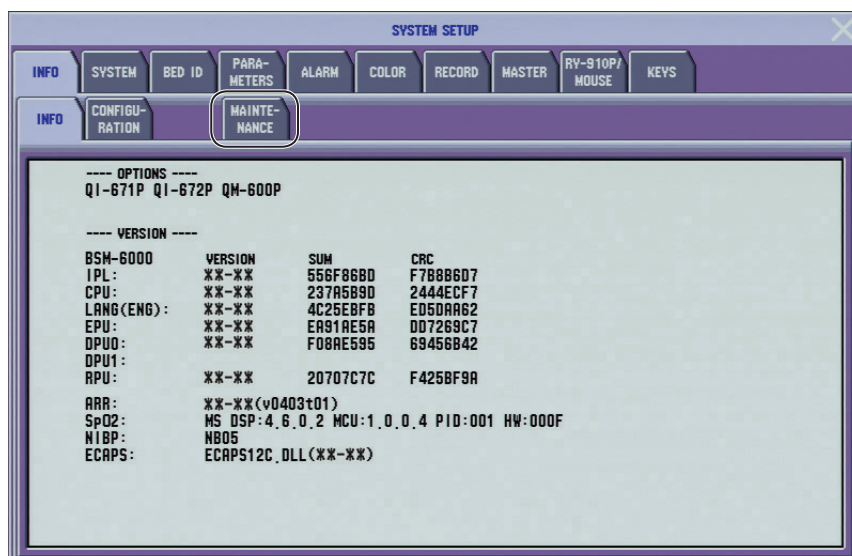 SYSTEM SETUP
INFO SYSTEM BED ID PARA-
METERS ALARM COLOR RECORD MASTER RY-910P/
MOUSE KEYS
INFO CONFIGU-
RATION MAINTE-
NANCE
---- OPTIONS ----
QI-671P QI-672P QM-600P
---- VERSION ----
BSM-6000 VERSION SUM CRC
IPL: XX-XX 556F86BD F7B8B6D7
CPU: XX-XX 237A5B9D 2444ECF7
LANG(ENG): XX-XX 4C25EBFB ED5DAA62
EPU: XX-XX EA91AE5A DD7269C7
DPU0: XX-XX F08AE595 69456B42
DPU1:
RPU: XX-XX 20707C7C F425BF9A
ARR: XX-XX(v0403t01)
SpO2: MS DSP:4.6.0.2 MCU:1.0.0.4 PID:001 HW:000F
NIBP: NB05
ECAPS: ECAPS12C.DLL(XX-XX)